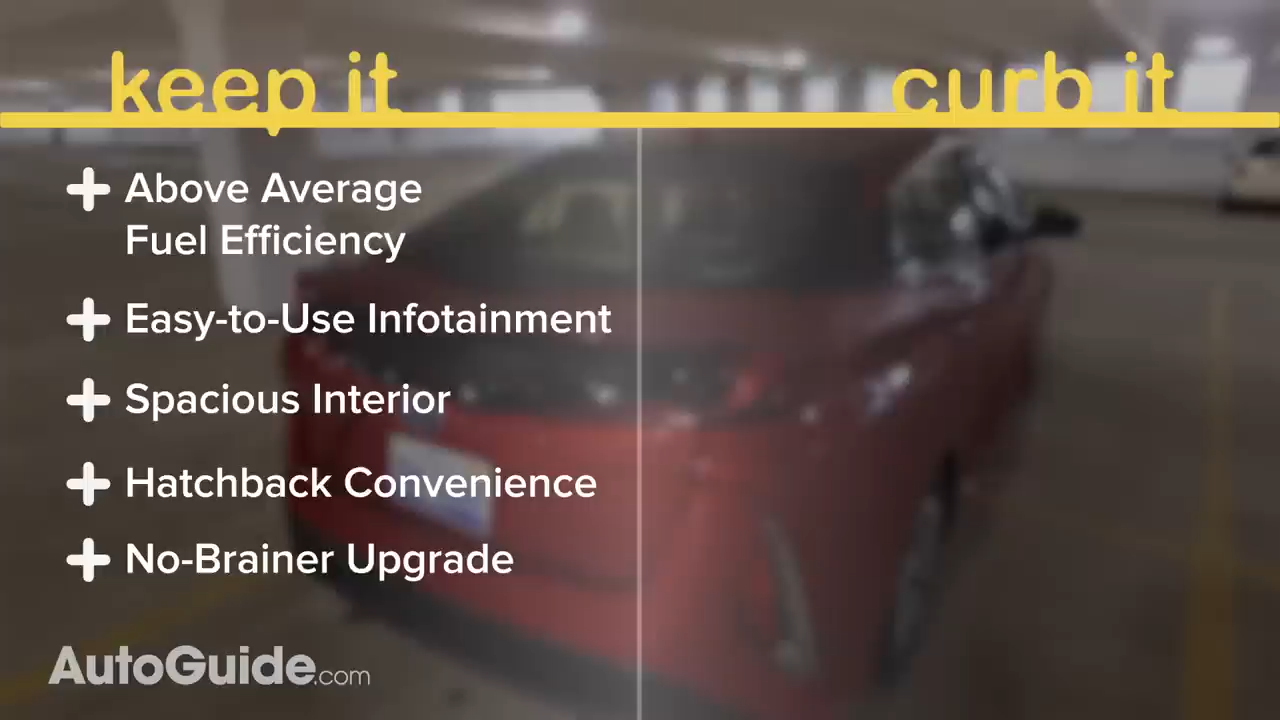 keep it
curb it
Above Average
Fuel Efficiency
Easy-to-Use Infotainment
Spacious Interior
Hatchback Convenience
No-Brainer Upgrade
AutoGuide.com